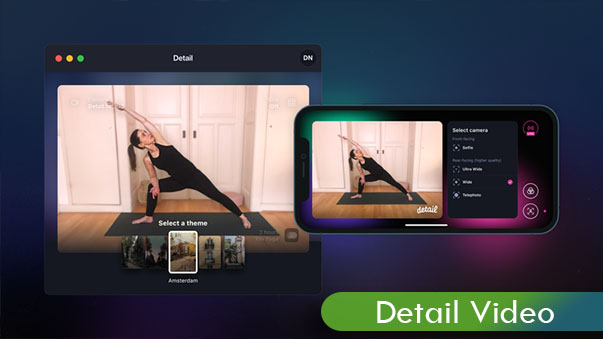 Detail
DN
Select a theme
Amsterdam
Select camera
Front-facing
Selfie
Rear-facing (higher quality)
Ultra Wide
Wide
Telephoto
detail
LIVE
Detail Video